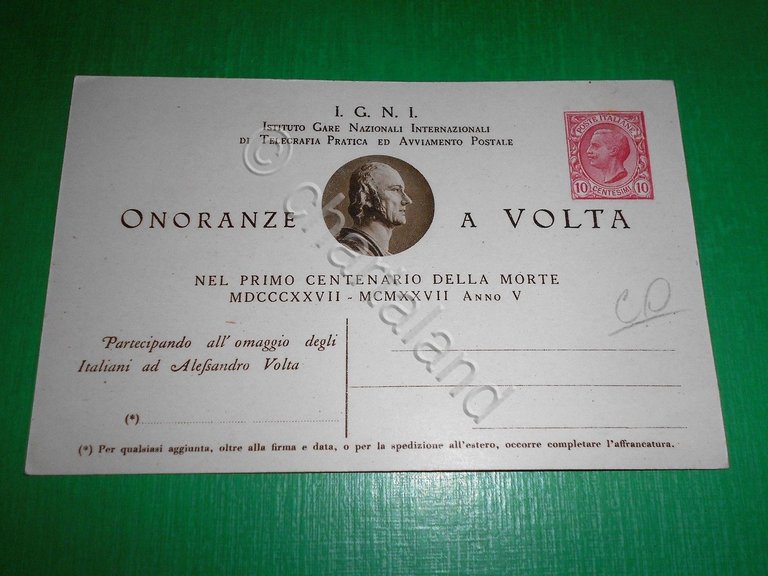 I. G. N. I.
Istituto Gare Nazionali Internazionali
di Telegrafia Pratica ed Avviamento Postale
POSTE ITALIANE
10 CENTESIMI 10
ONORANZE A VOLTA
NEL PRIMO CENTENARIO DELLA MORTE
MDCCCXXVII - MCMXXVII Anno V
Partecipando all' omaggio degli
Italiani ad Aleſsandro Volta
(*)
(*) Per qualsiasi aggiunta, oltre alla firma e data, o per la spedizione all'estero, occorre completare l'affrancatura.
© chartaland